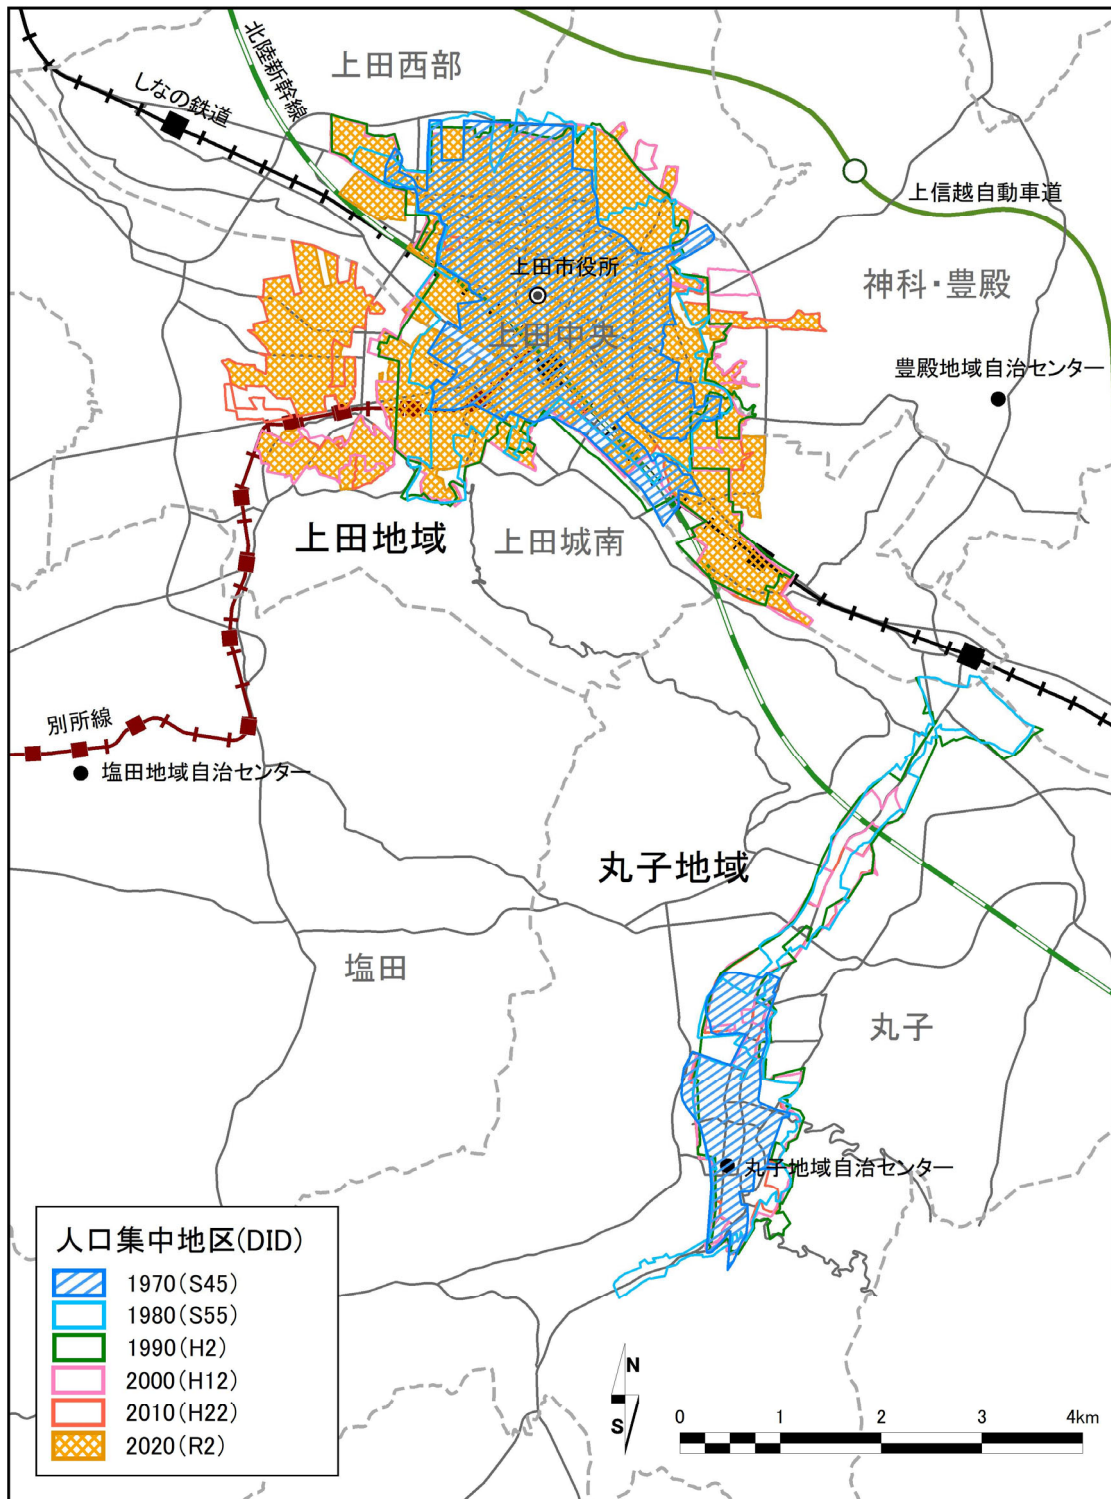 上田西部
北陸新幹線
しなの鉄道
上信越自動車道
上田市役所
神科・豊殿
上田中央
豊殿地域自治センター
上田地域
上田城南
別所線
塩田地域自治センター
丸子地域
塩田
丸子
丸子地域自治センター
人口集中地区(DID)
1970(S45)
1980(S55)
1990(H2)
2000(H12)
2010(H22)
2020(R2)
N
S
0 1 2 3 4km